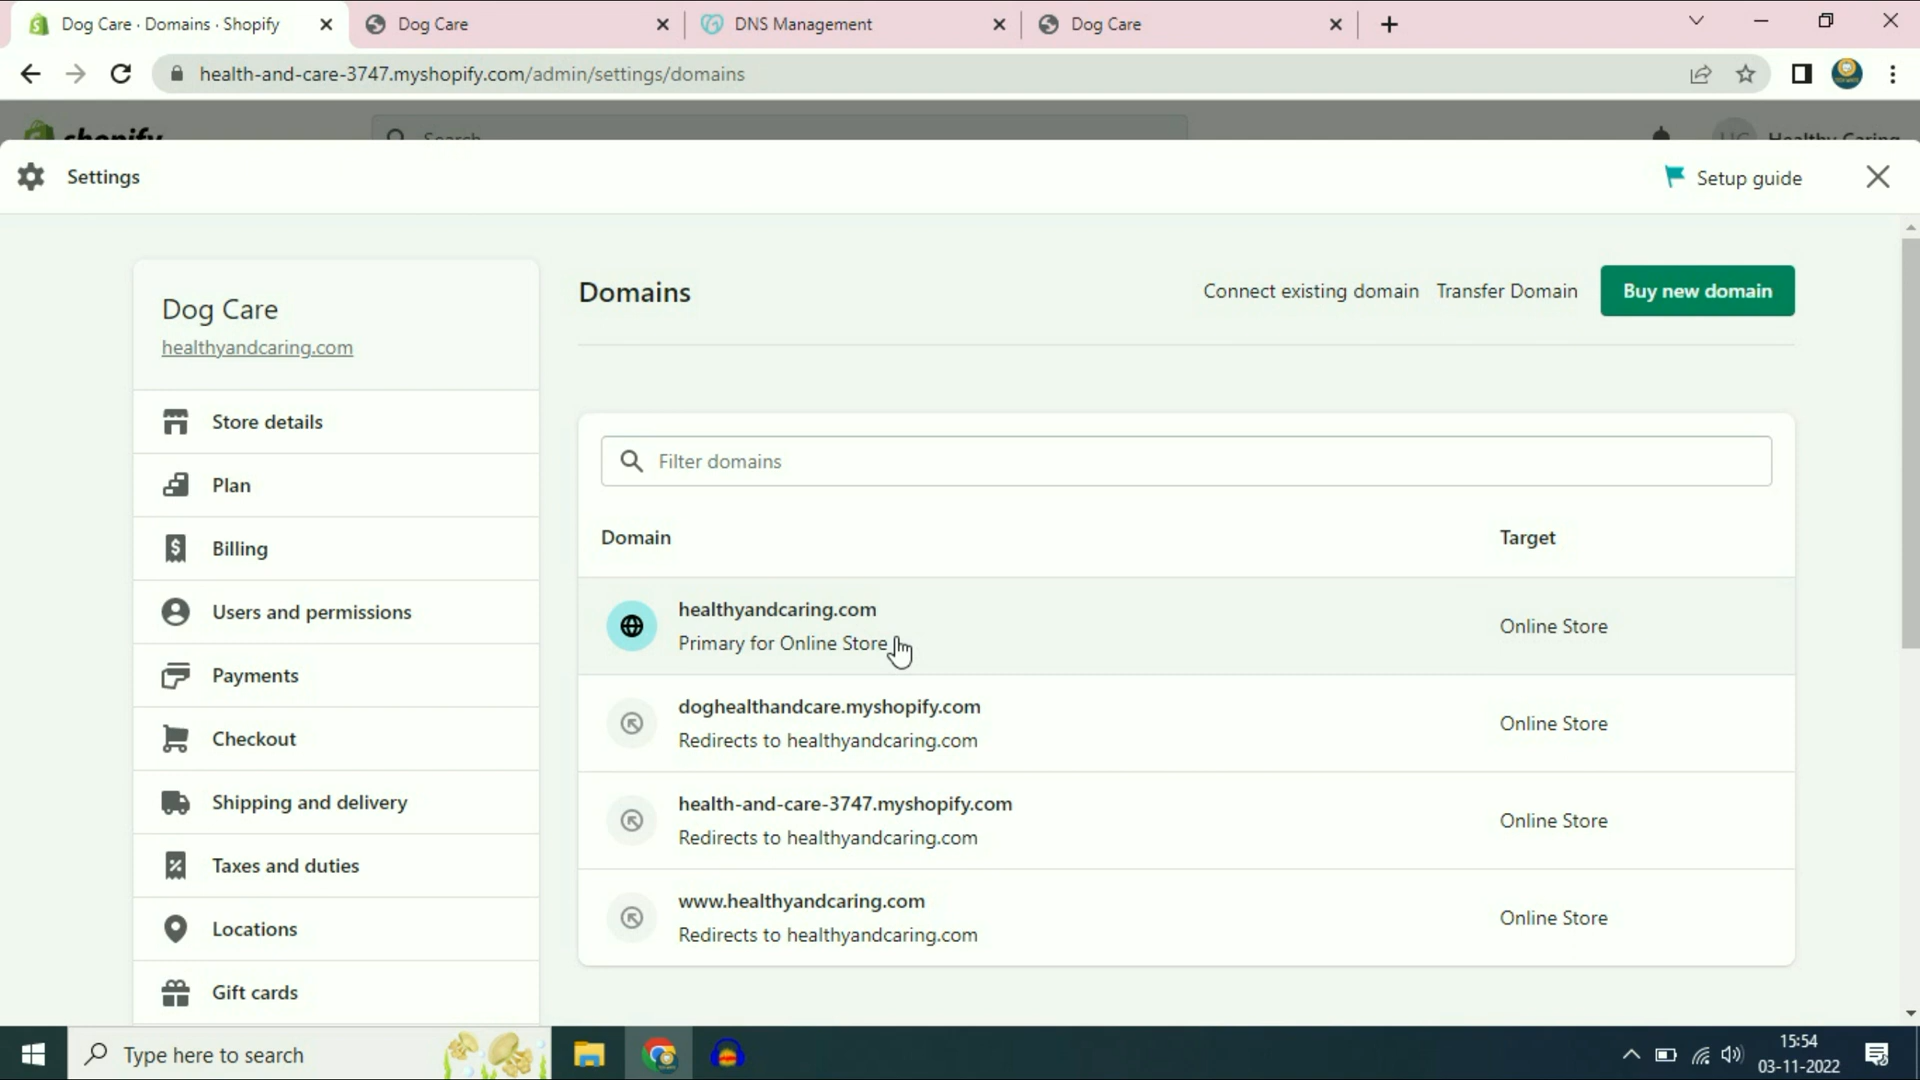 Dog Care · Domains · Shopify
Dog Care
DNS Management
Dog Care
health-and-care-3747.myshopify.com/admin/settings/domains
shopify
Search
HC
Healthy Caring
Settings
Setup guide
Dog Care
healthyandcaring.com
Store details
Plan
Billing
Users and permissions
Payments
Checkout
Shipping and delivery
Taxes and duties
Locations
Gift cards
Domains
Connect existing domain
Transfer Domain
Buy new domain
Filter domains
Domain
Target
healthyandcaring.com
Primary for Online Store
Online Store
doghealthandcare.myshopify.com
Redirects to healthyandcaring.com
Online Store
health-and-care-3747.myshopify.com
Redirects to healthyandcaring.com
Online Store
www.healthyandcaring.com
Redirects to healthyandcaring.com
Online Store
Type here to search
15:54
03-11-2022